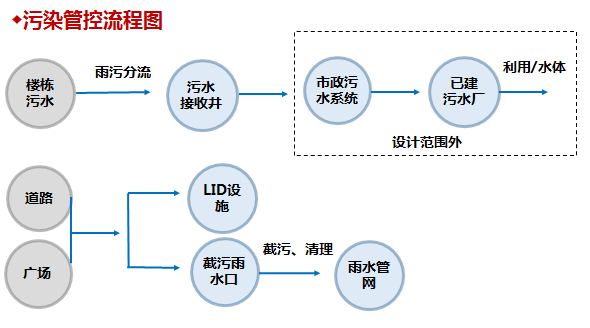 污染管控流程图
楼栋
污水
雨污分流
污水
接收井
市政污
水系统
已建
污水厂
利用/水体
设计范围外
道路
广场
LID设
施
截污雨
水口
截污、清理
雨水管
网